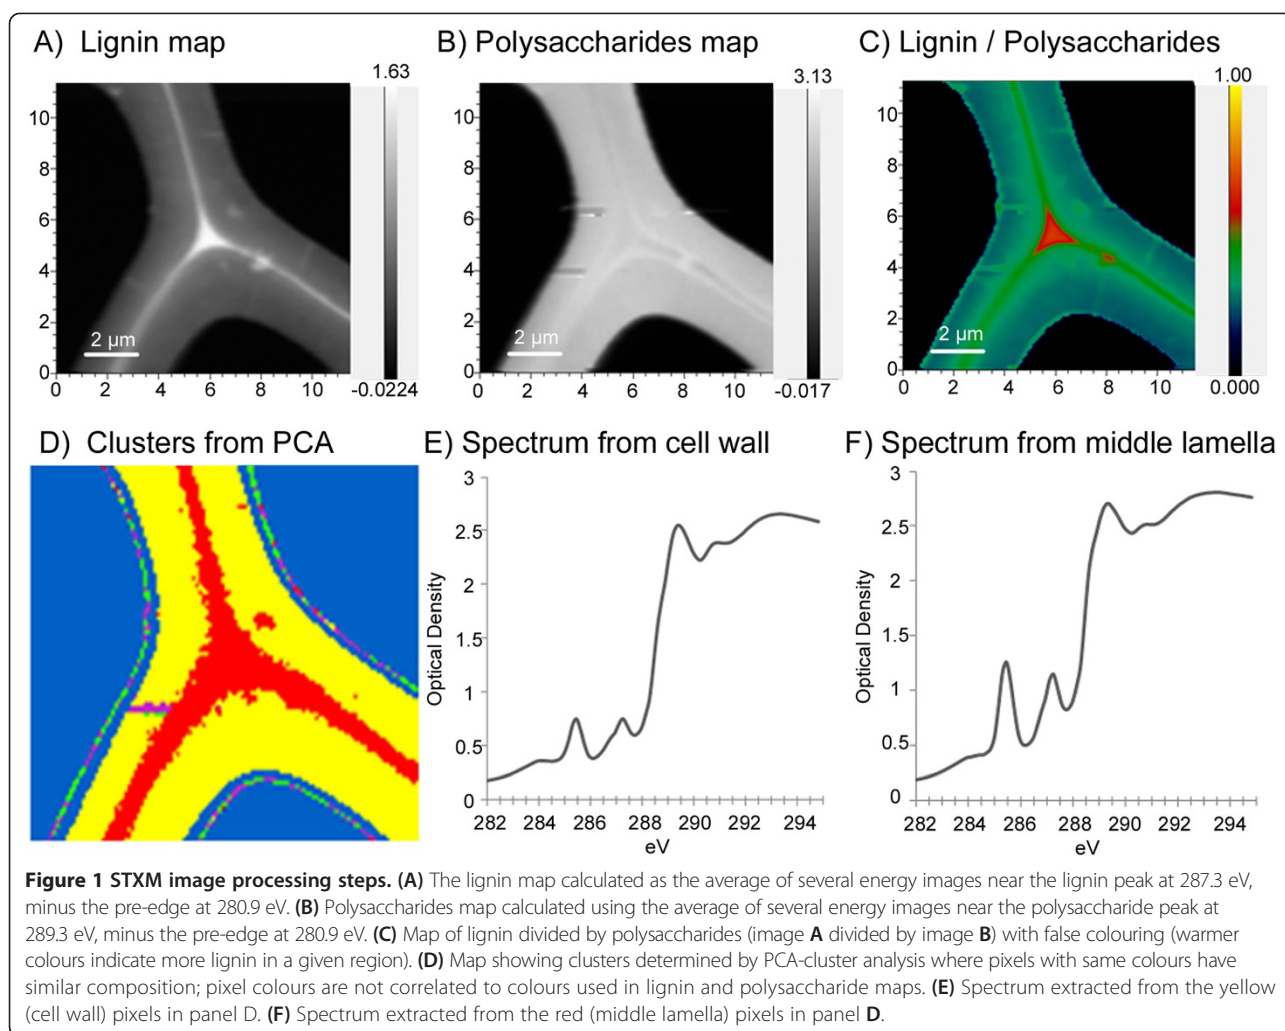 A) Lignin map
B) Polysaccharides map
C) Lignin / Polysaccharides
1.63
3.13
1.00
10
8
6
4
2
0
2 µm
0 2 4 6 8 10
-0.0224
10
8
6
4
2
0
2 µm
0 2 4 6 8 10
-0.017
10
8
6
4
2
0
2 µm
0 2 4 6 8 10
0.000
D) Clusters from PCA
E) Spectrum from cell wall
F) Spectrum from middle lamella
Optical Density
3
2.5
2
1.5
1
0.5
0
282 284 286 288 290 292 294
eV
Optical Density
3
2.5
2
1.5
1
0.5
0
282 284 286 288 290 292 294
eV
Figure 1 STXM image processing steps. (A) The lignin map calculated as the average of several energy images near the lignin peak at 287.3 eV,
minus the pre-edge at 280.9 eV. (B) Polysaccharides map calculated using the average of several energy images near the polysaccharide peak at
289.3 eV, minus the pre-edge at 280.9 eV. (C) Map of lignin divided by polysaccharides (image A divided by image B) with false colouring (warmer
colours indicate more lignin in a given region). (D) Map showing clusters determined by PCA-cluster analysis where pixels with same colours have
similar composition; pixel colours are not correlated to colours used in lignin and polysaccharide maps. (E) Spectrum extracted from the yellow
(cell wall) pixels in panel D. (F) Spectrum extracted from the red (middle lamella) pixels in panel D.